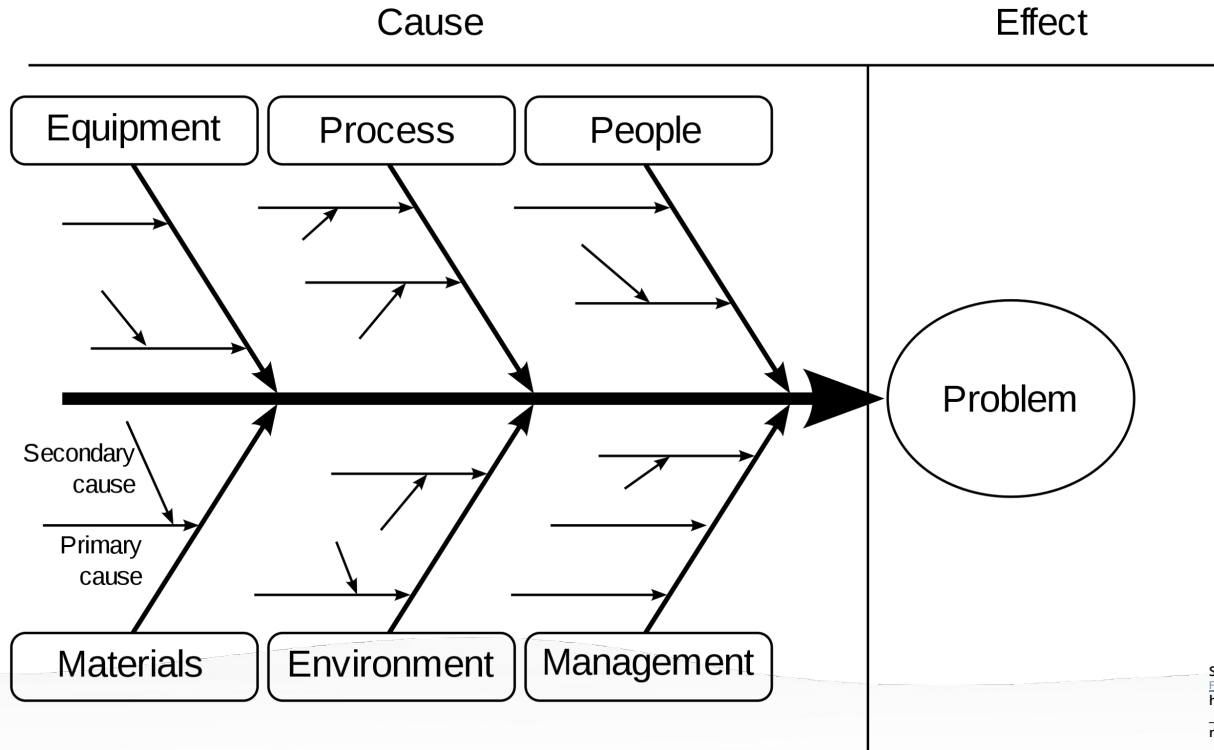 Cause
Effect
Equipment
Process
People
Problem
Secondary
cause
Primary
cause
Materials
Environment
Management